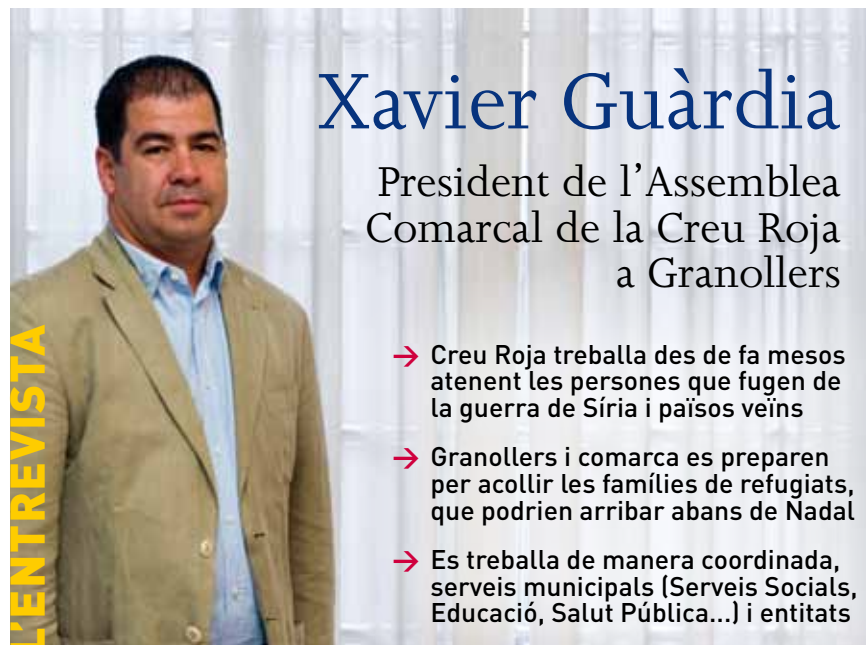 Xavier Guàrdia
President de l'Assemblea
Comarcal de la Creu Roja
a Granollers
→ Creu Roja treballa des de fa mesos
atenent les persones que fugen de
la guerra de Síria i països veïns
→ Granollers i comarca es preparen
per acollir les famílies de refugiats,
que podrien arribar abans de Nadal
→ Es treballa de manera coordinada,
serveis municipals (Serveis Socials,
Educació, Salut Pública...) i entitats
L'ENTREVISTA